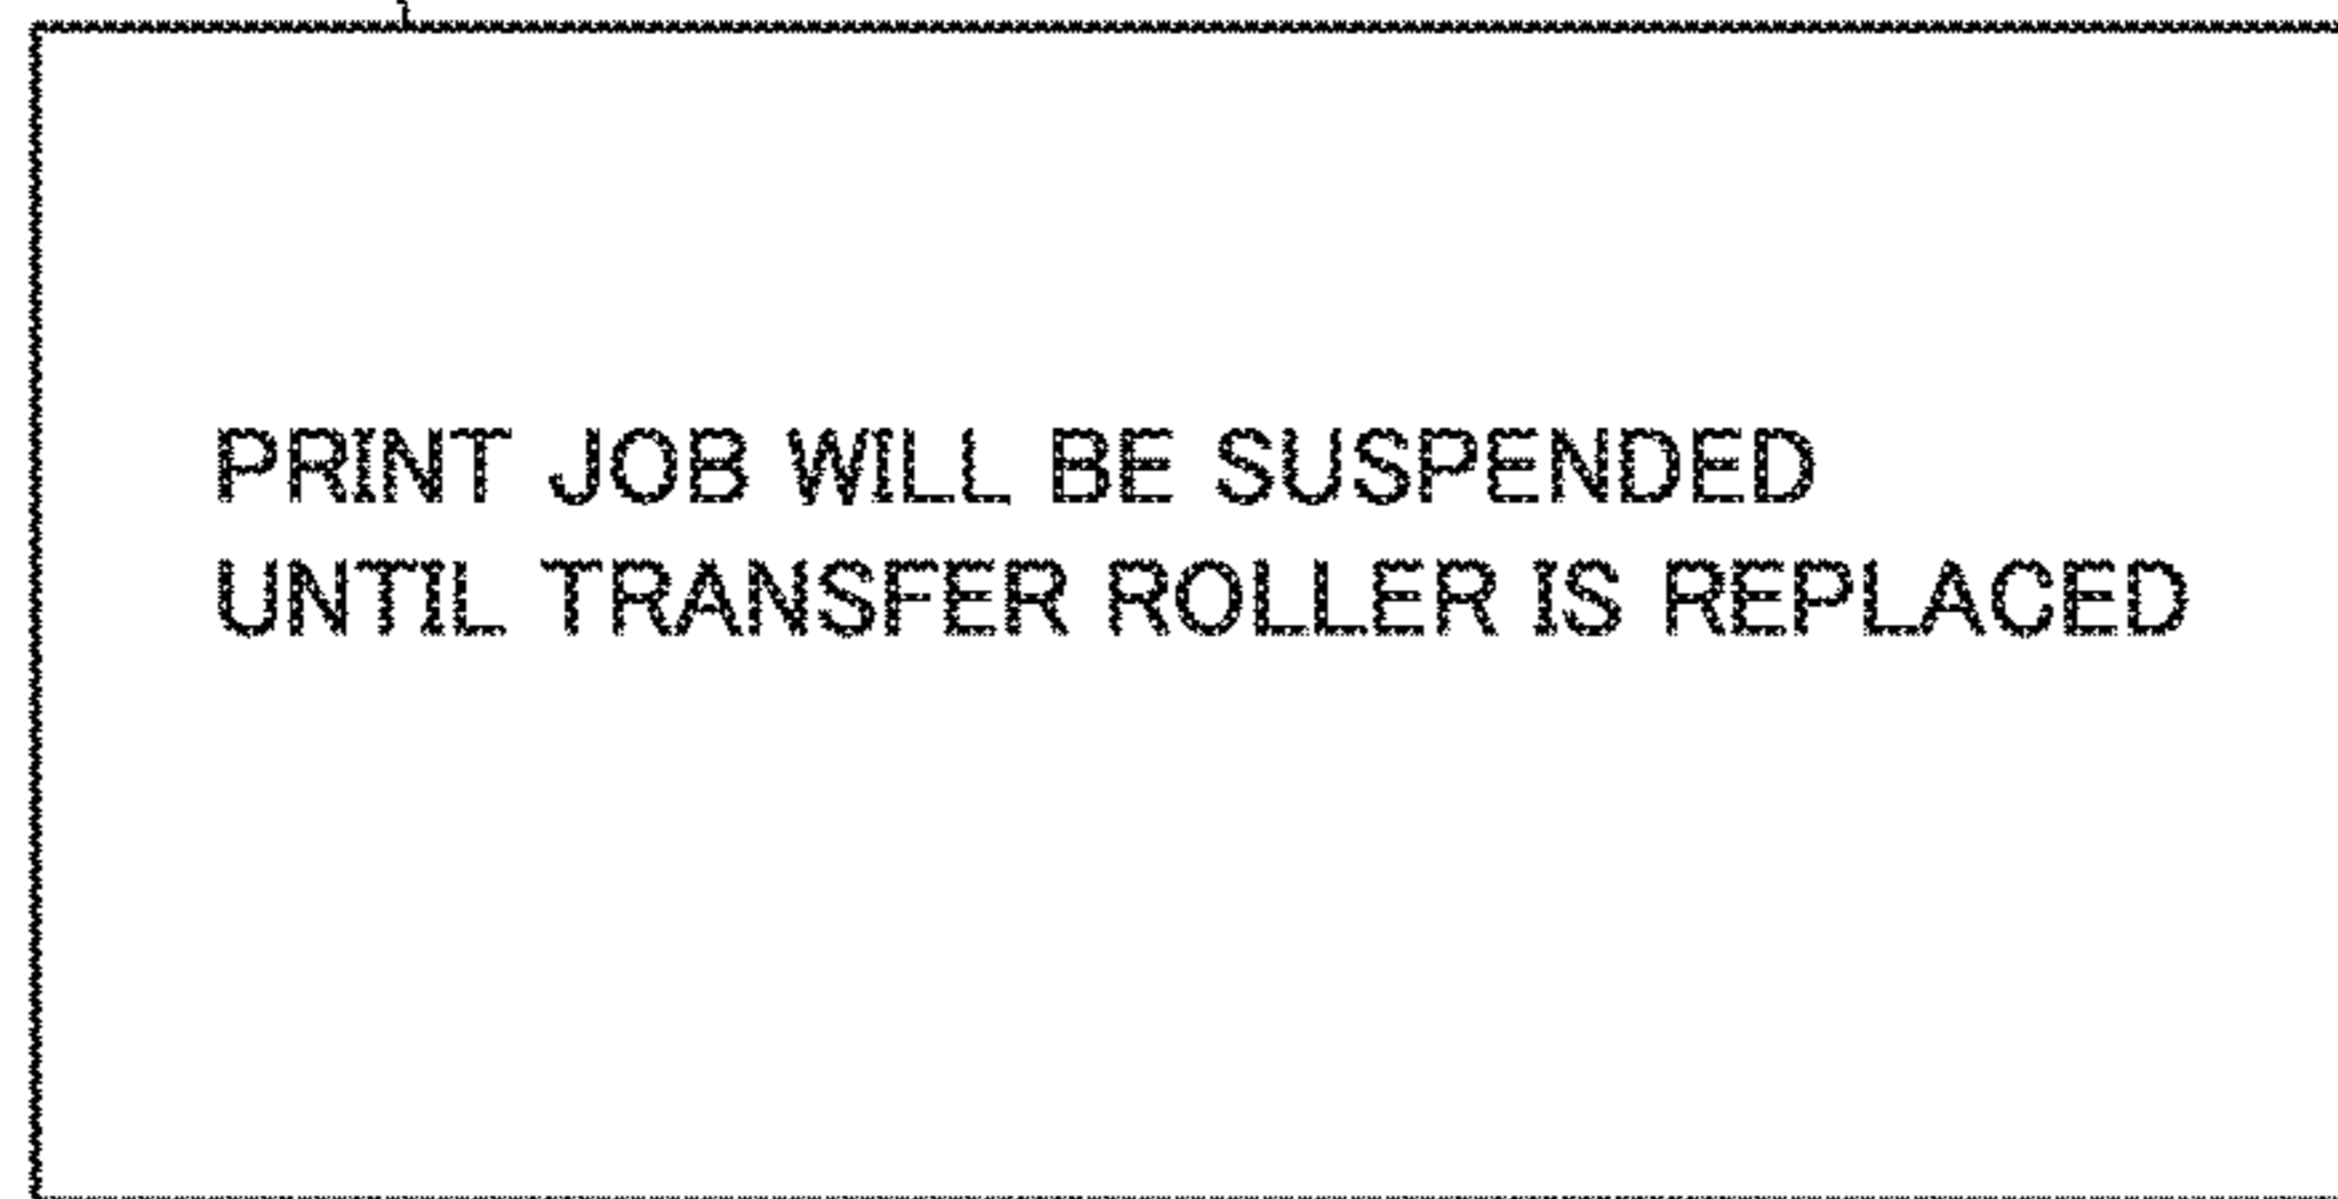 PRINT JOB WILL BE SUSPENDED
UNTIL TRANSFER ROLLER IS REPLACED